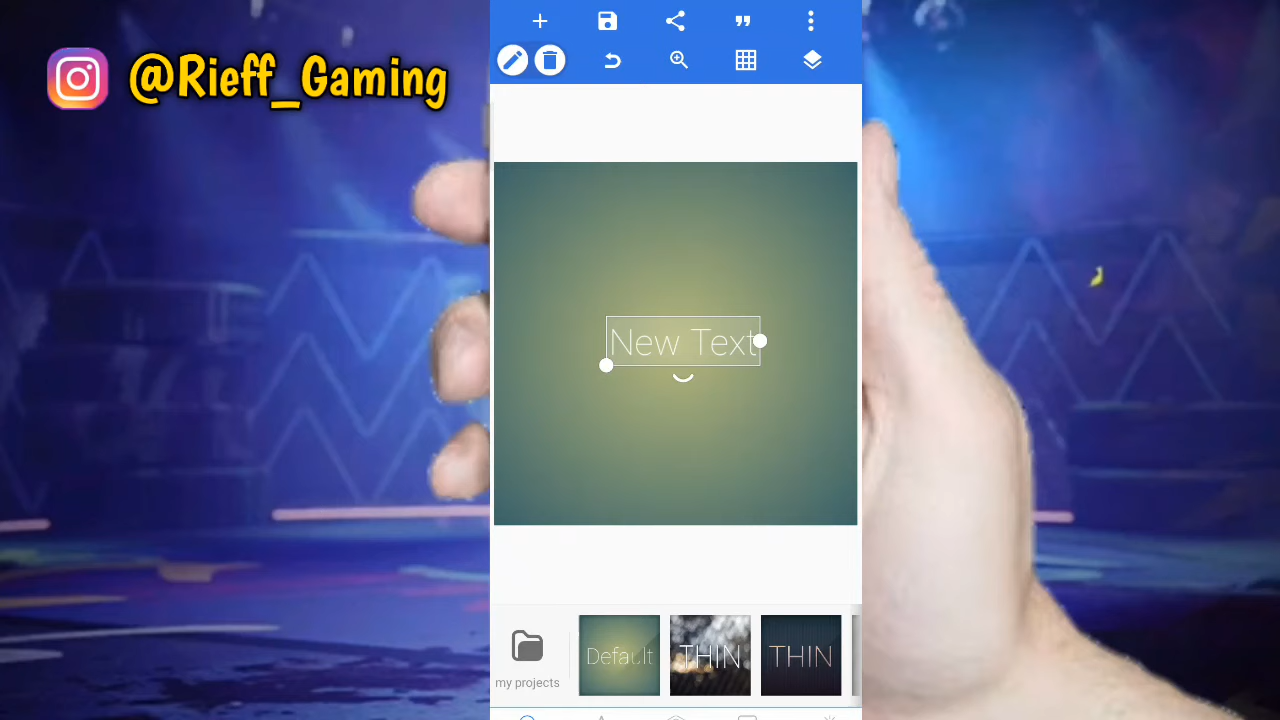 @Rieff_Gaming
New Text
my projects
Default
THIN
THIN